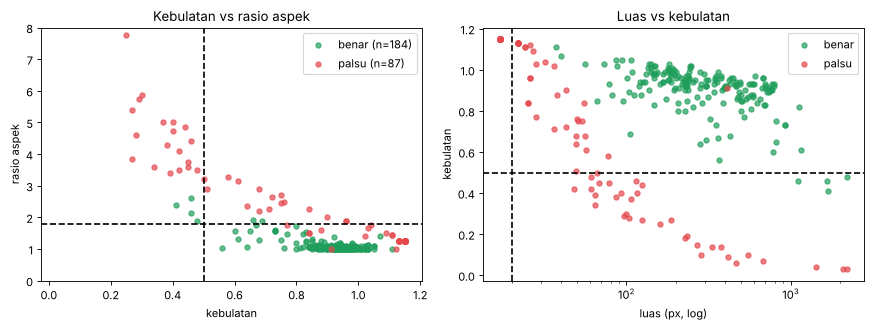 Kebulatan vs rasio aspek
benar (n=184)
palsu (n=87)
rasio aspek
8
7
6
5
4
3
2
1
0
0.0
0.2
0.4
0.6
0.8
1.0
1.2
kebulatan
Luas vs kebulatan
benar
palsu
kebulatan
1.2
1.0
0.8
0.6
0.4
0.2
0.0
10²
10³
luas (px, log)